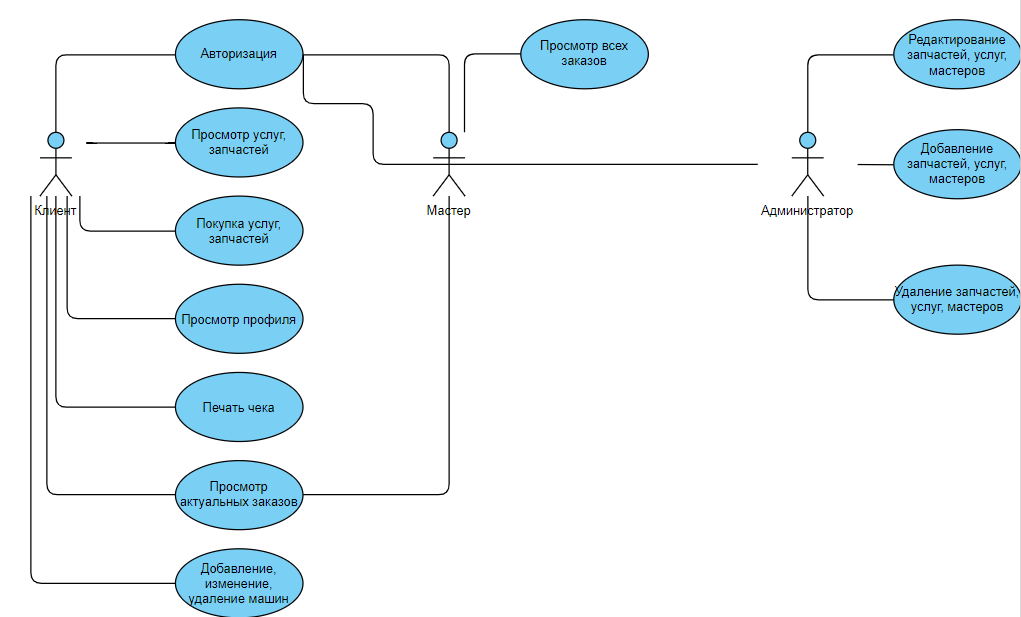 Авторизация
Просмотр всех
заказов
Редактирование
запчастей, услуг,
мастеров
Просмотр услуг,
запчастей
Добавление
запчастей, услуг,
мастеров
Клиент
Мастер
Администратор
Покупка услуг,
запчастей
Просмотр профиля
Удаление запчастей,
услуг, мастеров
Печать чека
Просмотр
актуальных заказов
Добавление,
изменение,
удаление машин